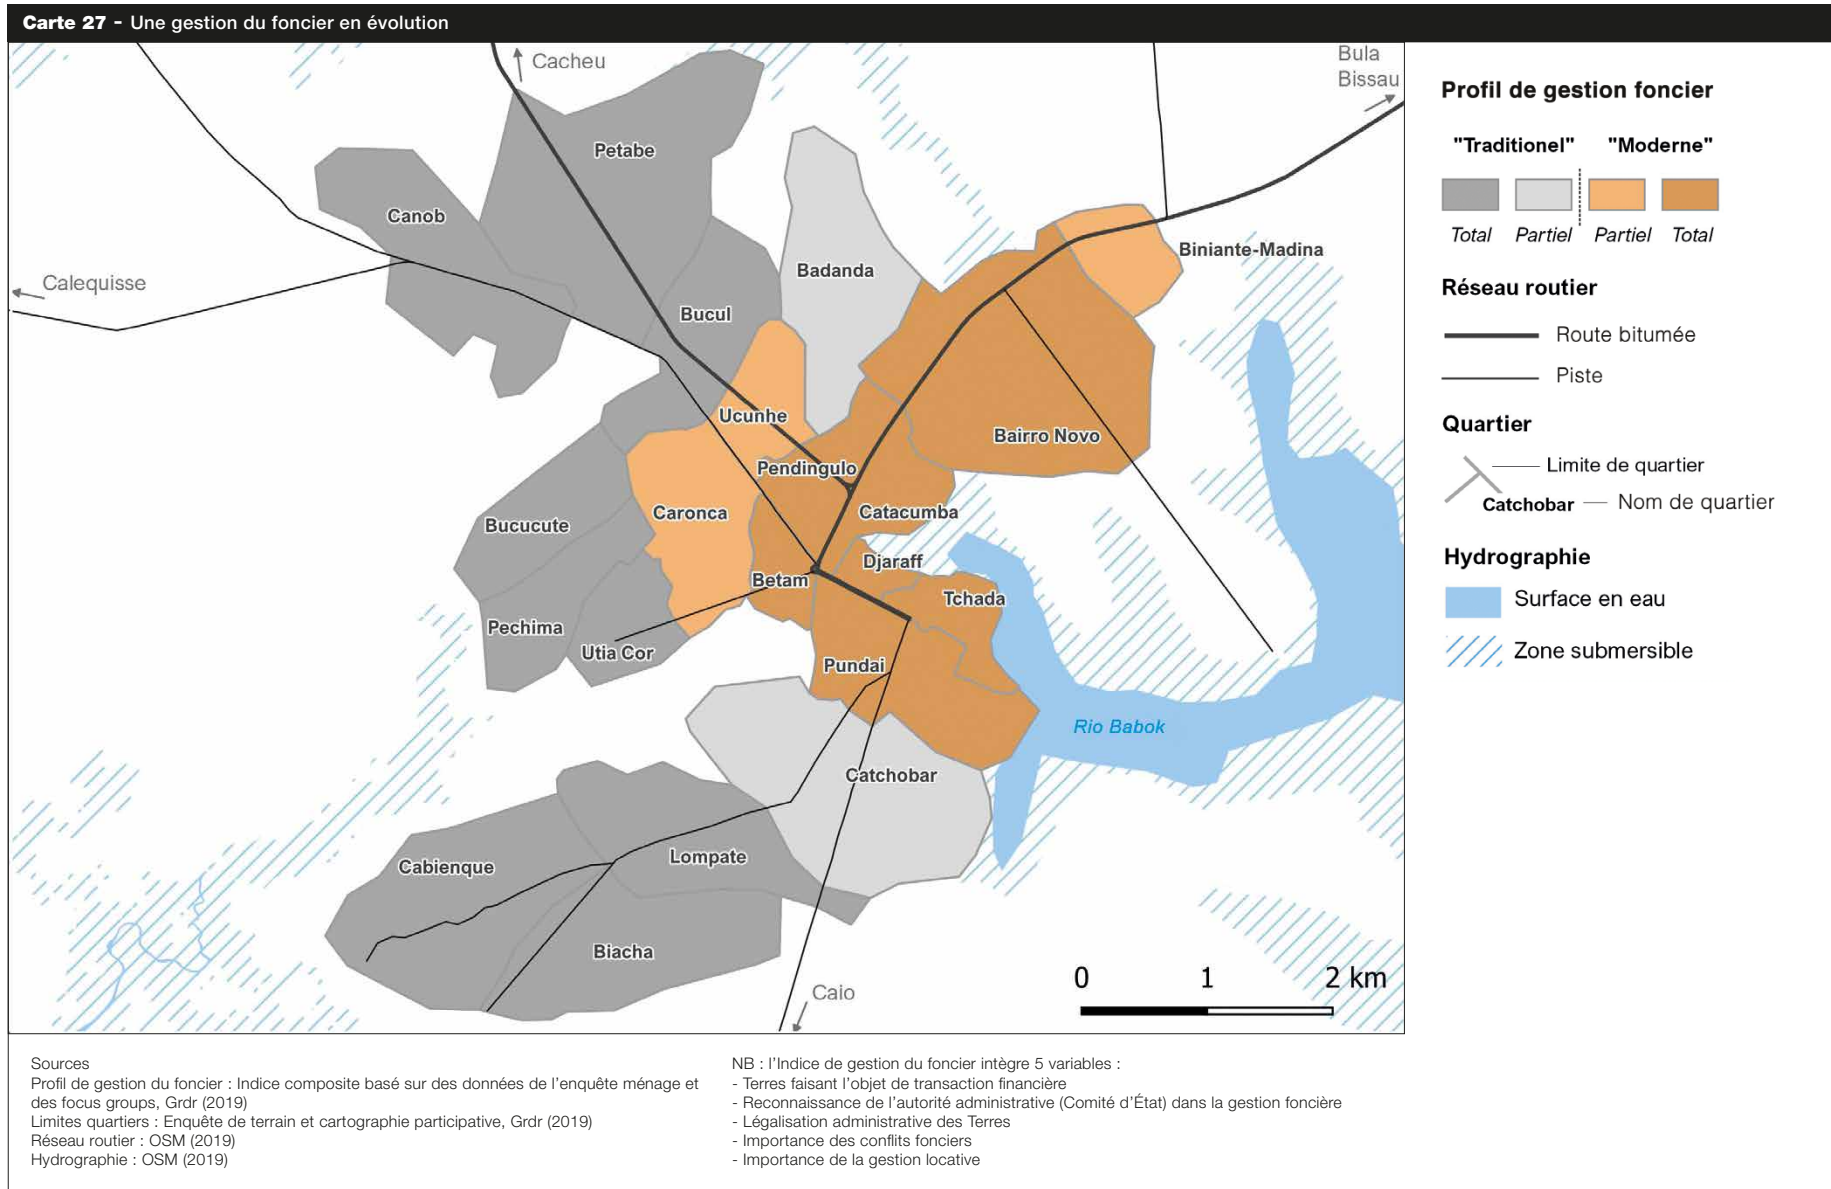 Carte 27 - Une gestion du foncier en évolution
Cacheu
Bula
Bissau
Petabe
Canob
Badanda
Biniante-Madina
Calequisse
Bucul
Ucunhe
Bairro Novo
Pendingulo
Caronca
Catacumba
Bucucute
Djaraff
Betam
Tchada
Pechima
Utia Cor
Pundai
Rio Babok
Catchobar
Lompate
Cabienque
Biacha
Caio
0 1 2 km
Profil de gestion foncier
"Traditionel" "Moderne"
Total Partiel Partiel Total
Réseau routier
Route bitumée
Piste
Quartier
Limite de quartier
Catchobar Nom de quartier
Hydrographie
Surface en eau
Zone submersible
Sources
Profil de gestion du foncier : Indice composite basé sur des données de l'enquête ménage et
des focus groups, Grdr (2019)
Limites quartiers : Enquête de terrain et cartographie participative, Grdr (2019)
Réseau routier : OSM (2019)
Hydrographie : OSM (2019)
NB : l'Indice de gestion du foncier intègre 5 variables :
- Terres faisant l'objet de transaction financière
- Reconnaissance de l'autorité administrative (Comité d'État) dans la gestion foncière
- Légalisation administrative des Terres
- Importance des conflits fonciers
- Importance de la gestion locative